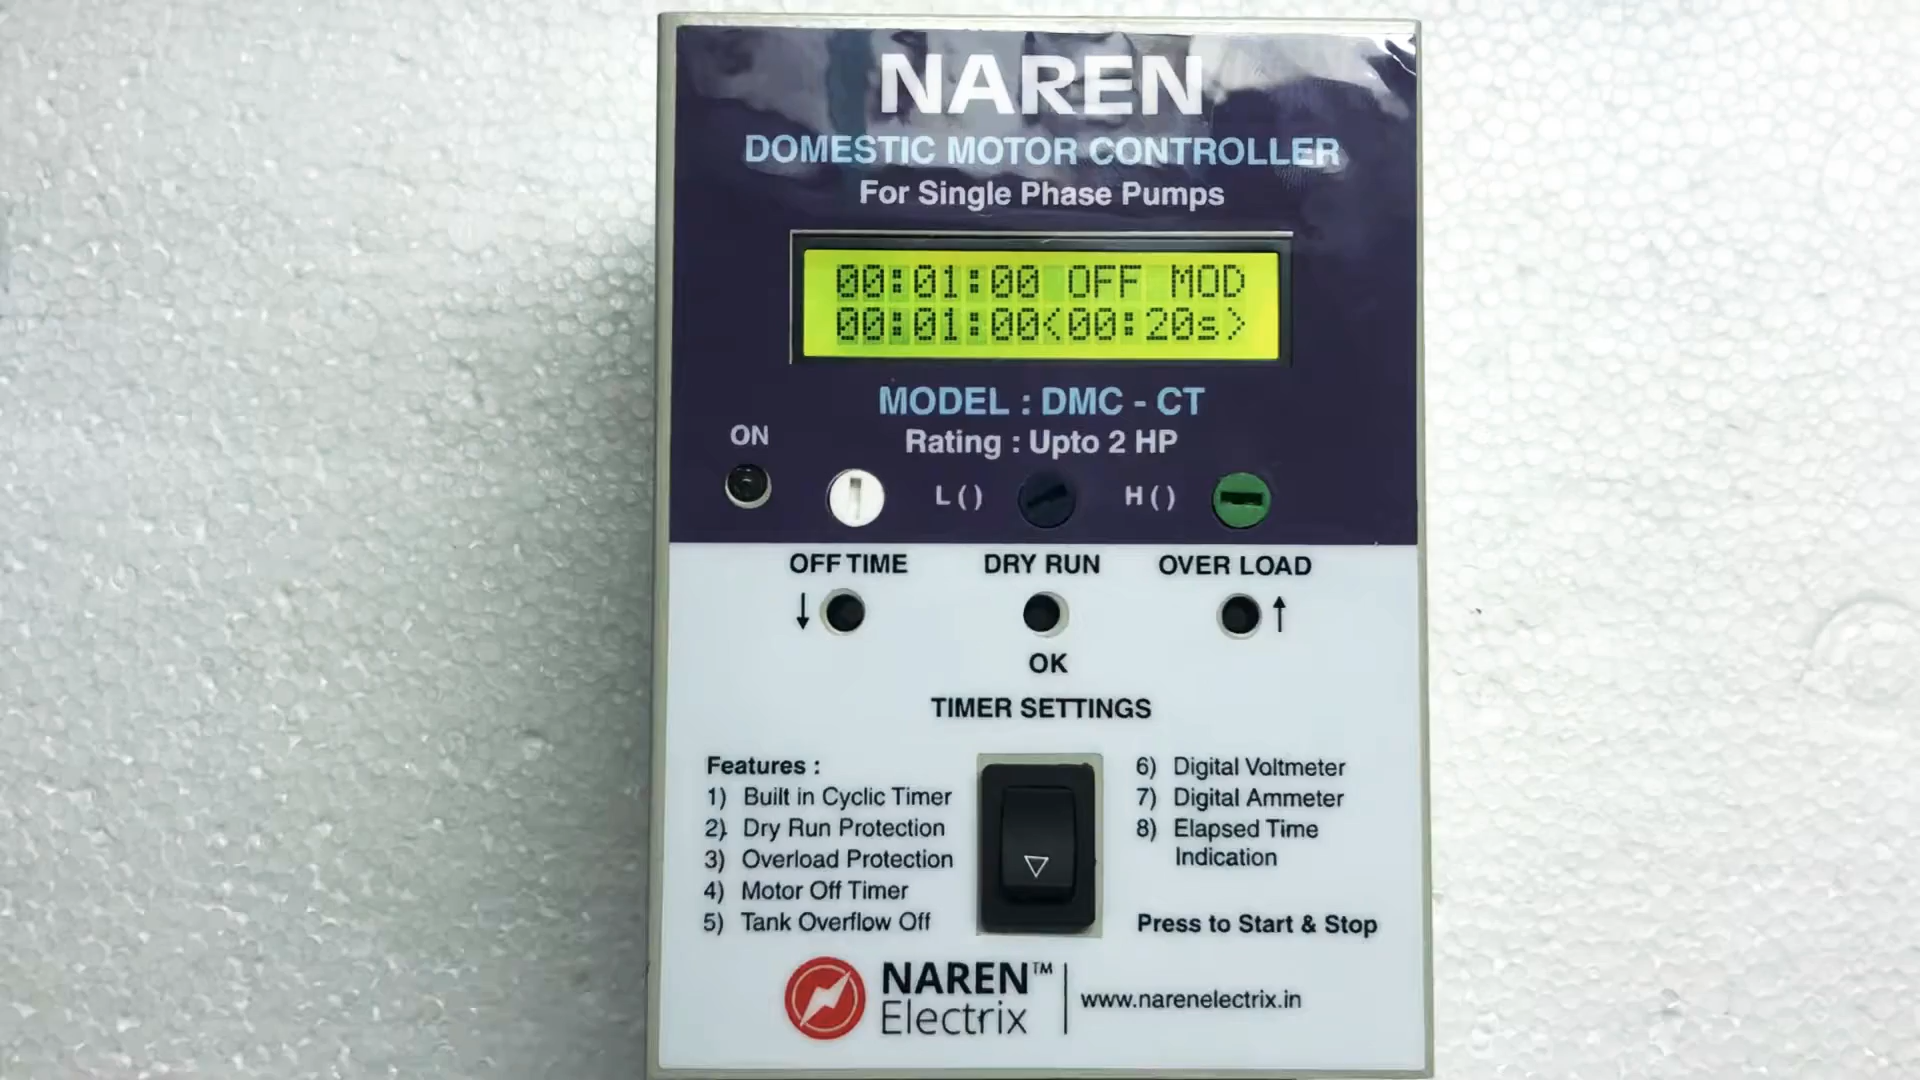 NAREN
DOMESTIC MOTOR CONTROLLER
For Single Phase Pumps
00:01:00 OFF MOD
00:01:00<00:20s>
MODEL : DMC - CT
Rating : Upto 2 HP
ON
L ( )
H ( )
OFF TIME
DRY RUN
OVER LOAD
↓
↑
OK
TIMER SETTINGS
Features :
1) Built in Cyclic Timer
2) Dry Run Protection
3) Overload Protection
4) Motor Off Timer
5) Tank Overflow Off
6) Digital Voltmeter
7) Digital Ammeter
8) Elapsed Time
Indication
Press to Start & Stop
NAREN™
Electrix
www.narenelectrix.in